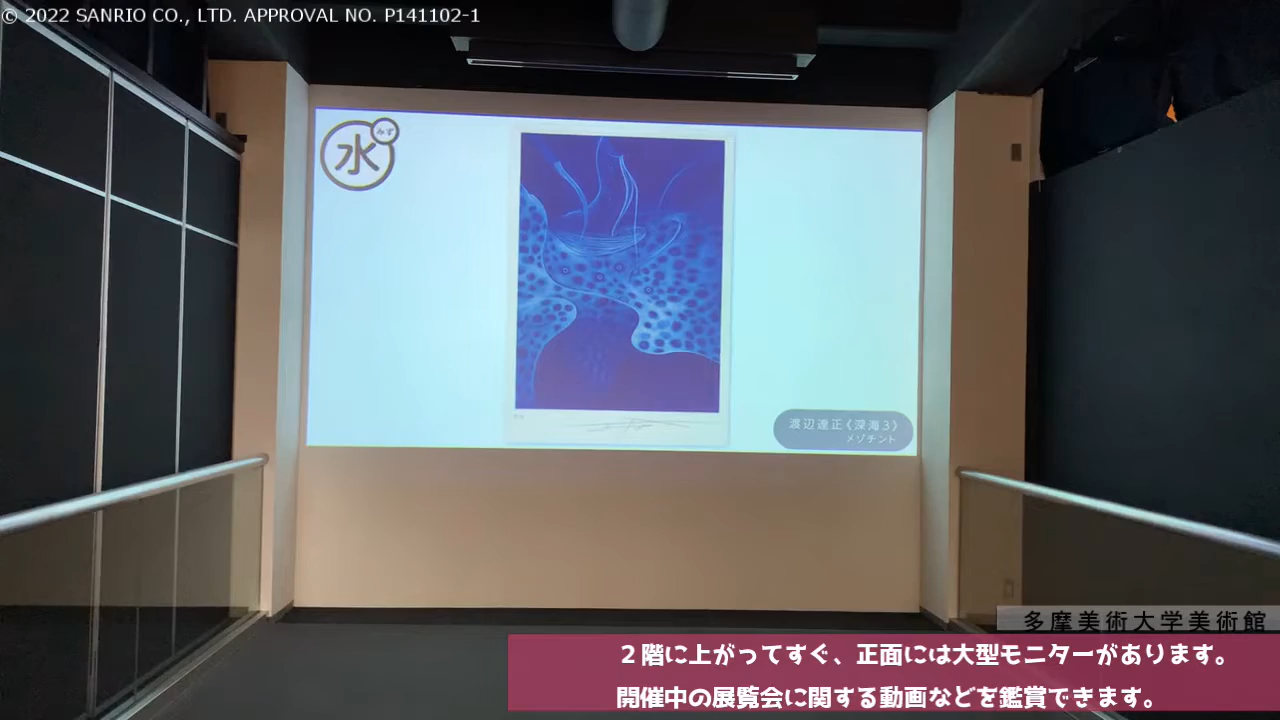 © 2022 SANRIO CO., LTD. APPROVAL NO. P141102-1
みず
水
渡辺達正《深海3》
メゾチント
多摩美術大学美術館
２階に上がってすぐ、正面には大型モニターがあります。
開催中の展覧会に関する動画などを鑑賞できます。